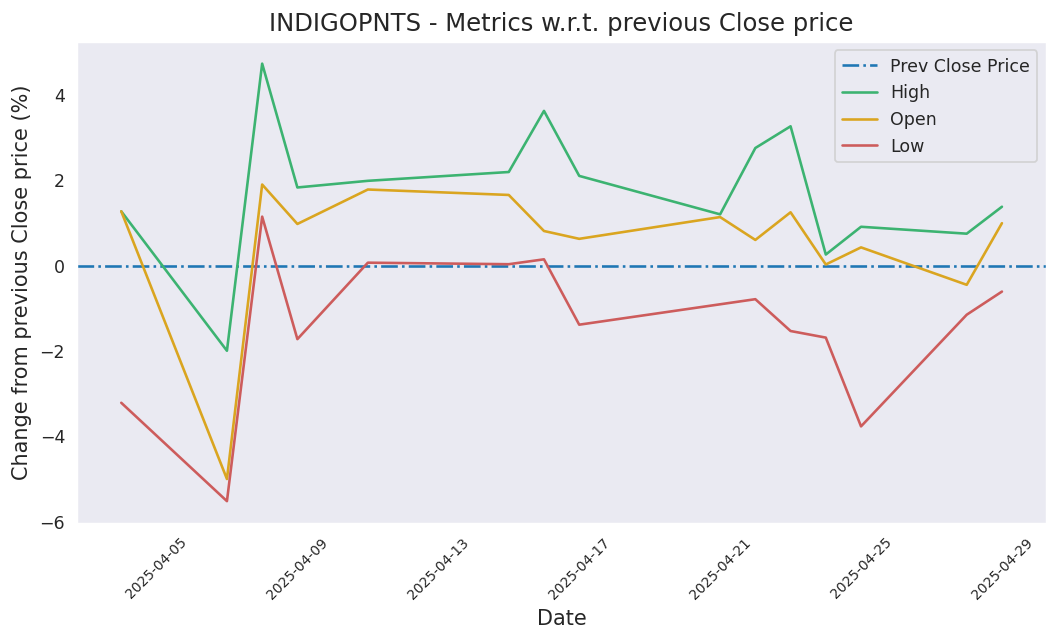 INDIGOPNTS - Metrics w.r.t. previous Close price
Prev Close Price
High
Open
Low
Change from previous Close price (%)
4
2
0
−2
−4
−6
2025-04-05
2025-04-09
2025-04-13
2025-04-17
2025-04-21
2025-04-25
2025-04-29
Date